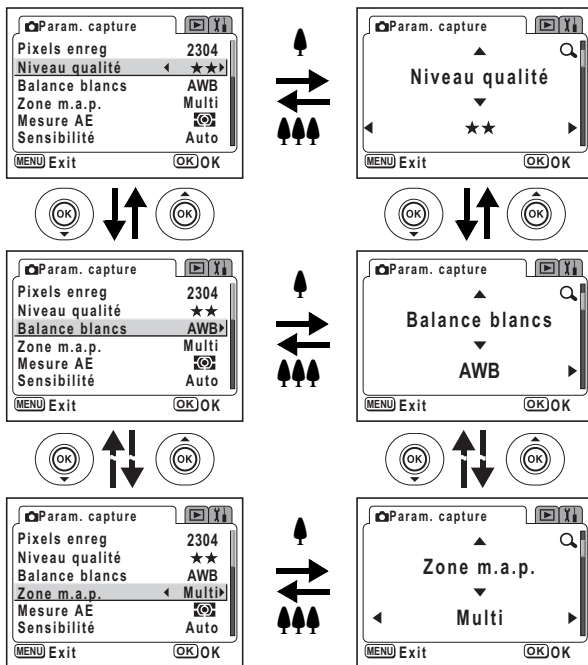 Param. capture
Pixels enreg 2304
Niveau qualité ★★
Balance blancs AWB
Zone m.a.p. Multi
Mesure AE
Sensibilité Auto
MENU Exit OK OK
Param. capture
Niveau qualité
★★
MENU Exit OK OK
OK OK
OK OK
Param. capture
Pixels enreg 2304
Niveau qualité ★★
Balance blancs AWB
Zone m.a.p. Multi
Mesure AE
Sensibilité Auto
MENU Exit OK OK
Param. capture
Balance blancs
AWB
MENU Exit OK OK
OK OK
OK OK
Param. capture
Pixels enreg 2304
Niveau qualité ★★
Balance blancs AWB
Zone m.a.p. Multi
Mesure AE
Sensibilité Auto
MENU Exit OK OK
Param. capture
Zone m.a.p.
Multi
MENU Exit OK OK